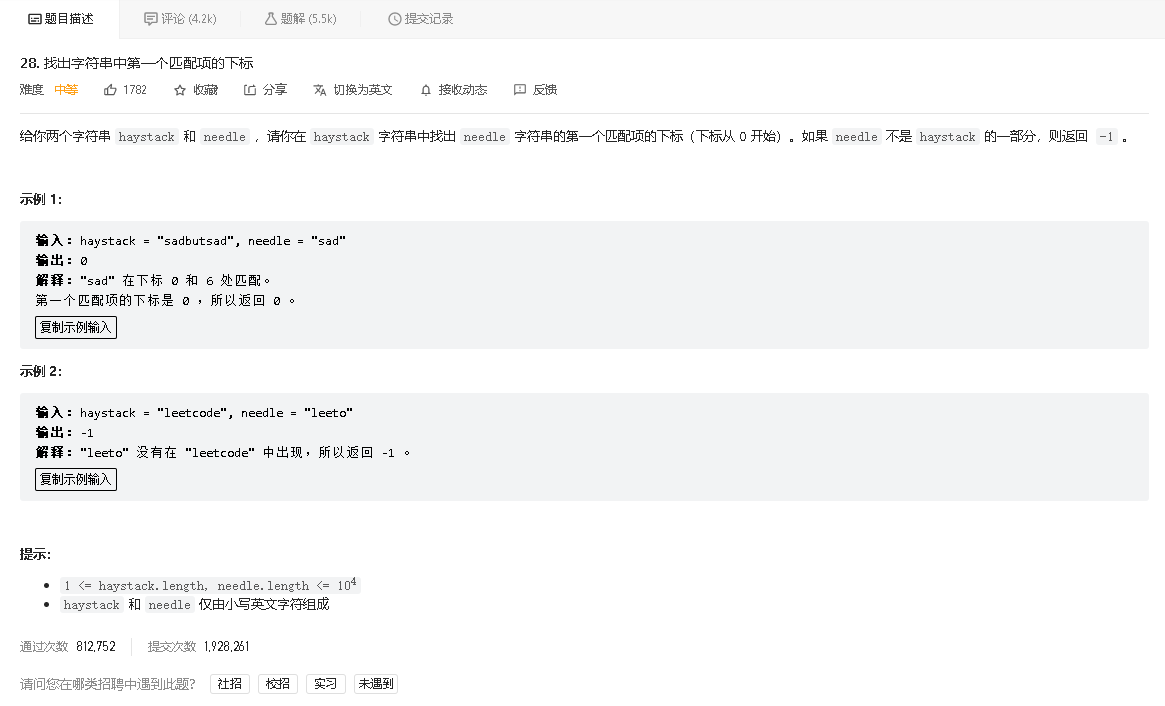 题目描述 评论 (4.2k) 题解 (5.5k) 提交记录
28. 找出字符串中第一个匹配项的下标
难度 中等 1782 收藏 分享 切换为英文 接收动态 反馈
给你两个字符串 haystack 和 needle ，请你在 haystack 字符串中找出 needle 字符串的第一个匹配项的下标（下标从 0 开始）。如果 needle 不是 haystack 的一部分，则返回 -1 。
示例 1：
输入：haystack = "sadbutsad", needle = "sad"
输出：0
解释："sad" 在下标 0 和 6 处匹配。
第一个匹配项的下标是 0 ，所以返回 0 。
复制示例输入
示例 2：
输入：haystack = "leetcode", needle = "leeto"
输出：-1
解释："leeto" 没有在 "leetcode" 中出现，所以返回 -1 。
复制示例输入
提示：
1 <= haystack.length, needle.length <= 10⁴
haystack 和 needle 仅由小写英文字符组成
通过次数 812,752 提交次数 1,928,261
请问您在哪类招聘中遇到此题？ 社招 校招 实习 未遇到